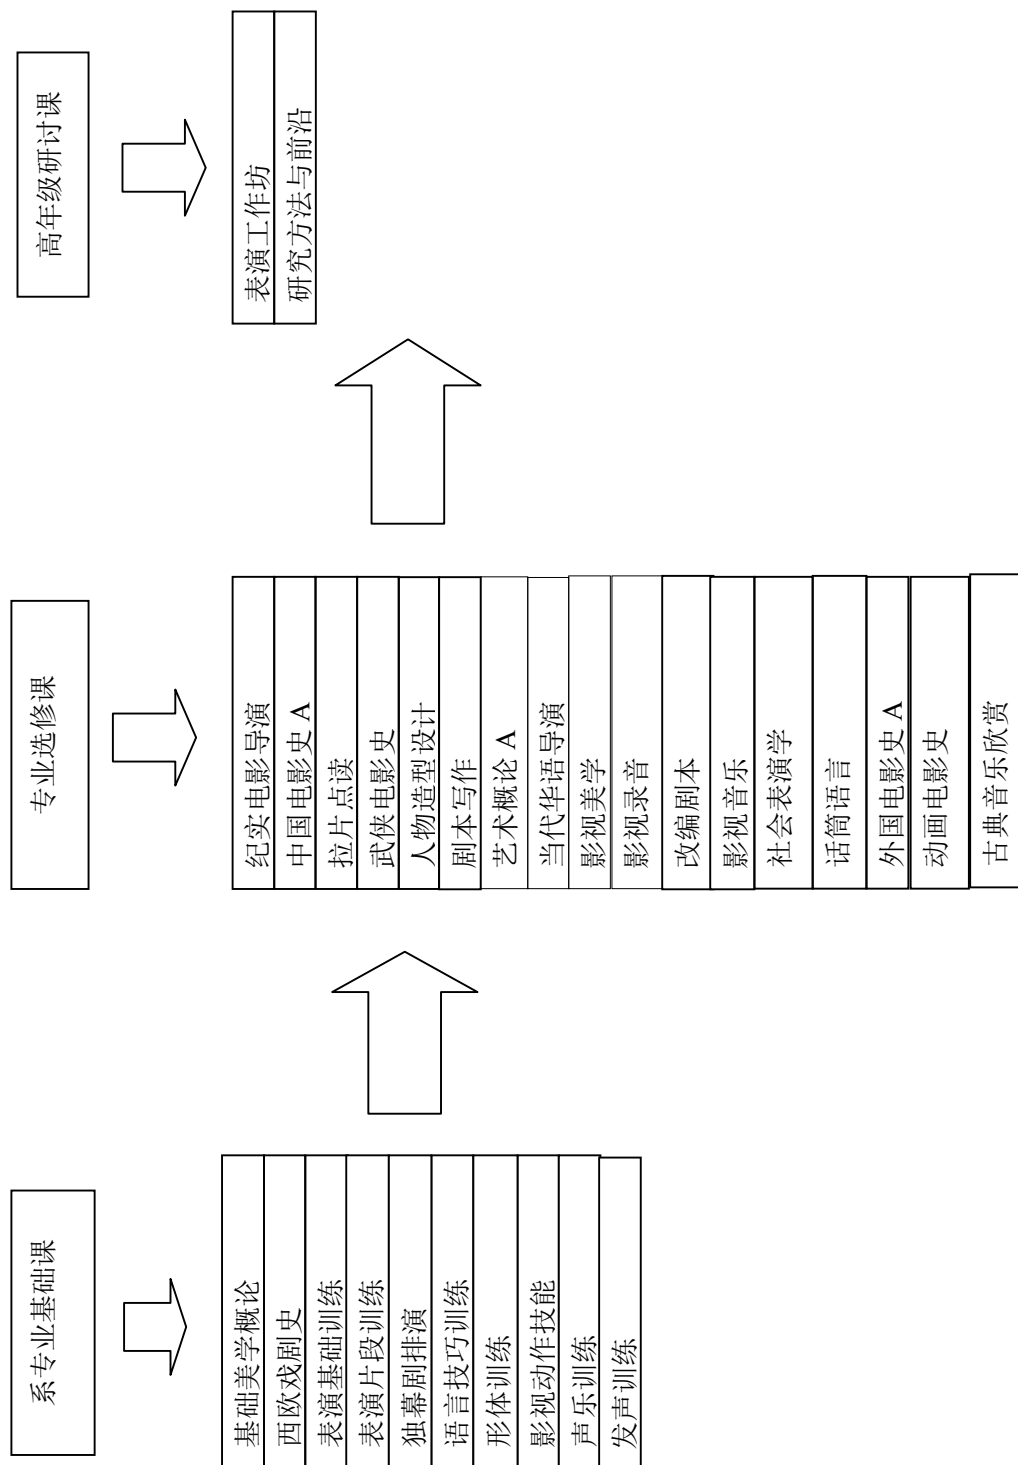 系专业基础课
基础美学概论
西欧戏剧史
表演基础训练
表演片段训练
独幕剧排演
语言技巧训练
形体训练
影视动作技能
声乐训练
发声训练
专业选修课
纪实电影导演
中国电影史 A
拉片点读
武侠电影史
人物造型设计
剧本写作
艺术概论 A
当代华语导演
影视美学
影视录音
改编剧本
影视音乐
社会表演学
话筒语言
外国电影史 A
动画电影史
古典音乐欣赏
高年级研讨课
表演工作坊
研究方法与前沿